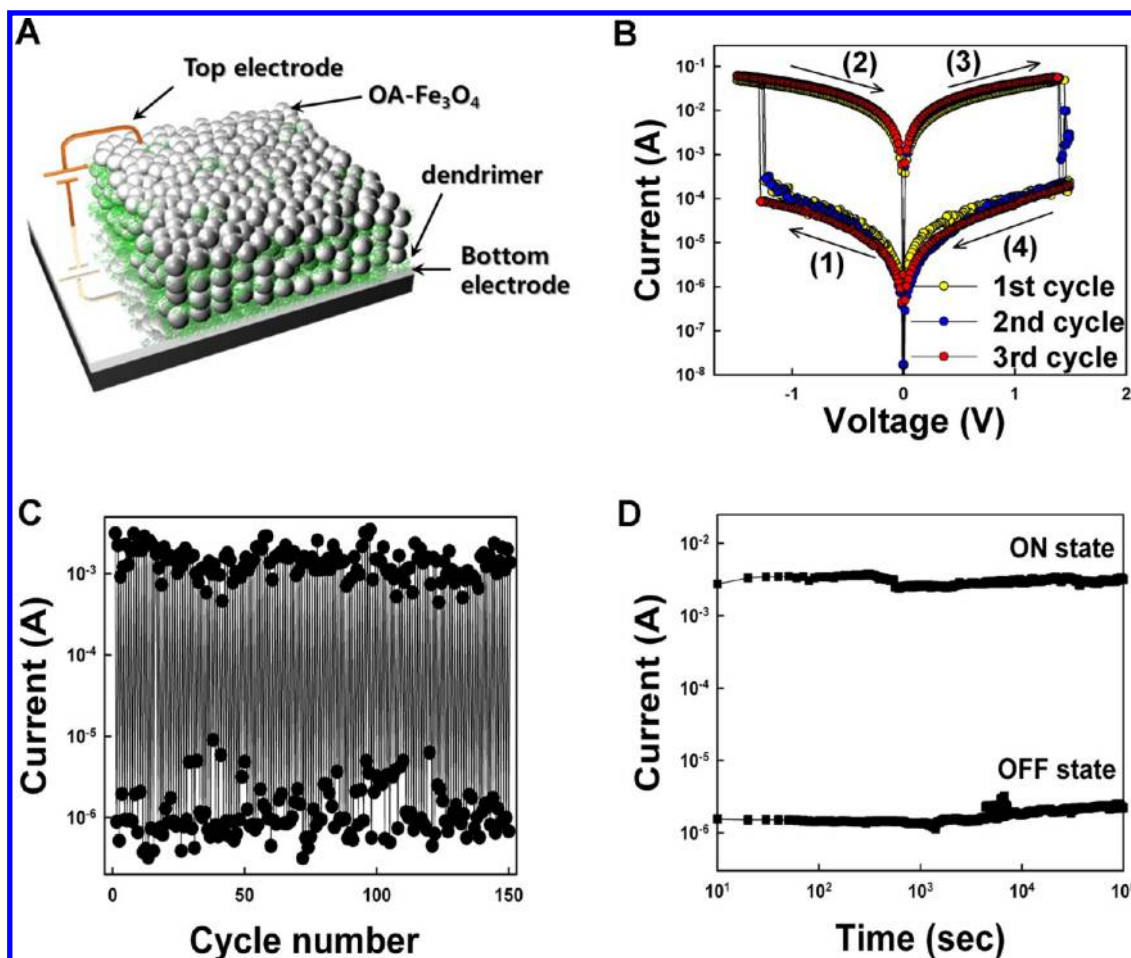 A
Top electrode
OA-Fe₃O₄
dendrimer
Bottom
electrode
B
Current (A)
10⁻¹
10⁻²
10⁻³
10⁻⁴
10⁻⁵
10⁻⁶
10⁻⁷
10⁻⁸
(2)
(3)
(1)
(4)
1st cycle
2nd cycle
3rd cycle
-1
0
1
2
Voltage (V)
C
Current (A)
10⁻³
10⁻⁴
10⁻⁵
10⁻⁶
0
50
100
150
Cycle number
D
Current (A)
10⁻²
10⁻³
10⁻⁴
10⁻⁵
10⁻⁶
ON state
OFF state
10¹
10²
10³
10⁴
Time (sec)